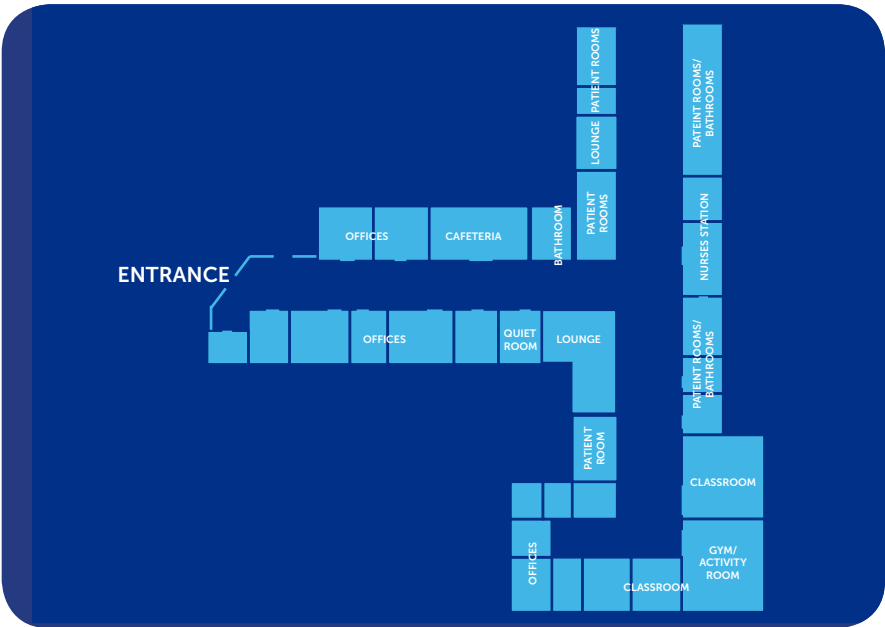 PATIENT ROOMS
PATEINT ROOMS/
BATHROOMS
LOUNGE
PATIENT
ROOMS
NURSES STATION
OFFICES
CAFETERIA
BATHROOM
ENTRANCE
OFFICES
QUIET
ROOM
LOUNGE
PATEINT ROOMS/
BATHROOMS
PATIENT
ROOM
CLASSROOM
OFFICES
CLASSROOM
GYM/
ACTIVITY
ROOM